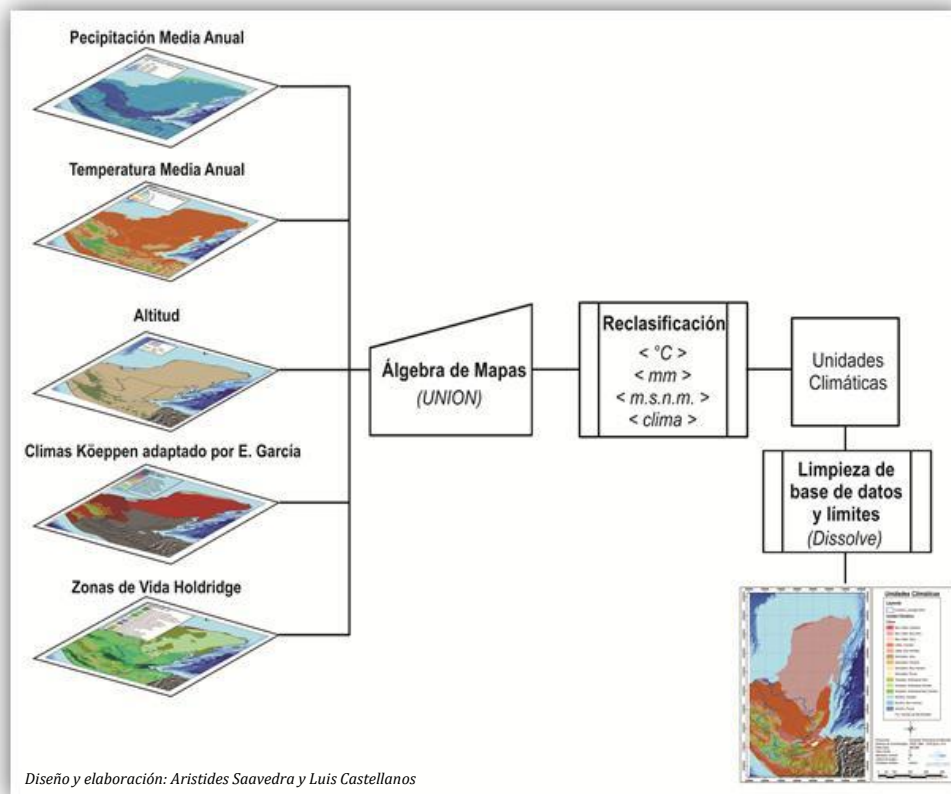 Pecipitación Media Anual
Temperatura Media Anual
Altitud
Climas Köeppen adaptado por E. García
Zonas de Vida Holdridge
Álgebra de Mapas
(UNION)
Reclasificación
< °C >
< mm >
< m.s.n.m. >
< clima >
Unidades
Climáticas
Limpieza de
base de datos
y límites
(Dissolve)
Unidades Climáticas
Diseño y elaboración: Aristides Saavedra y Luis Castellanos